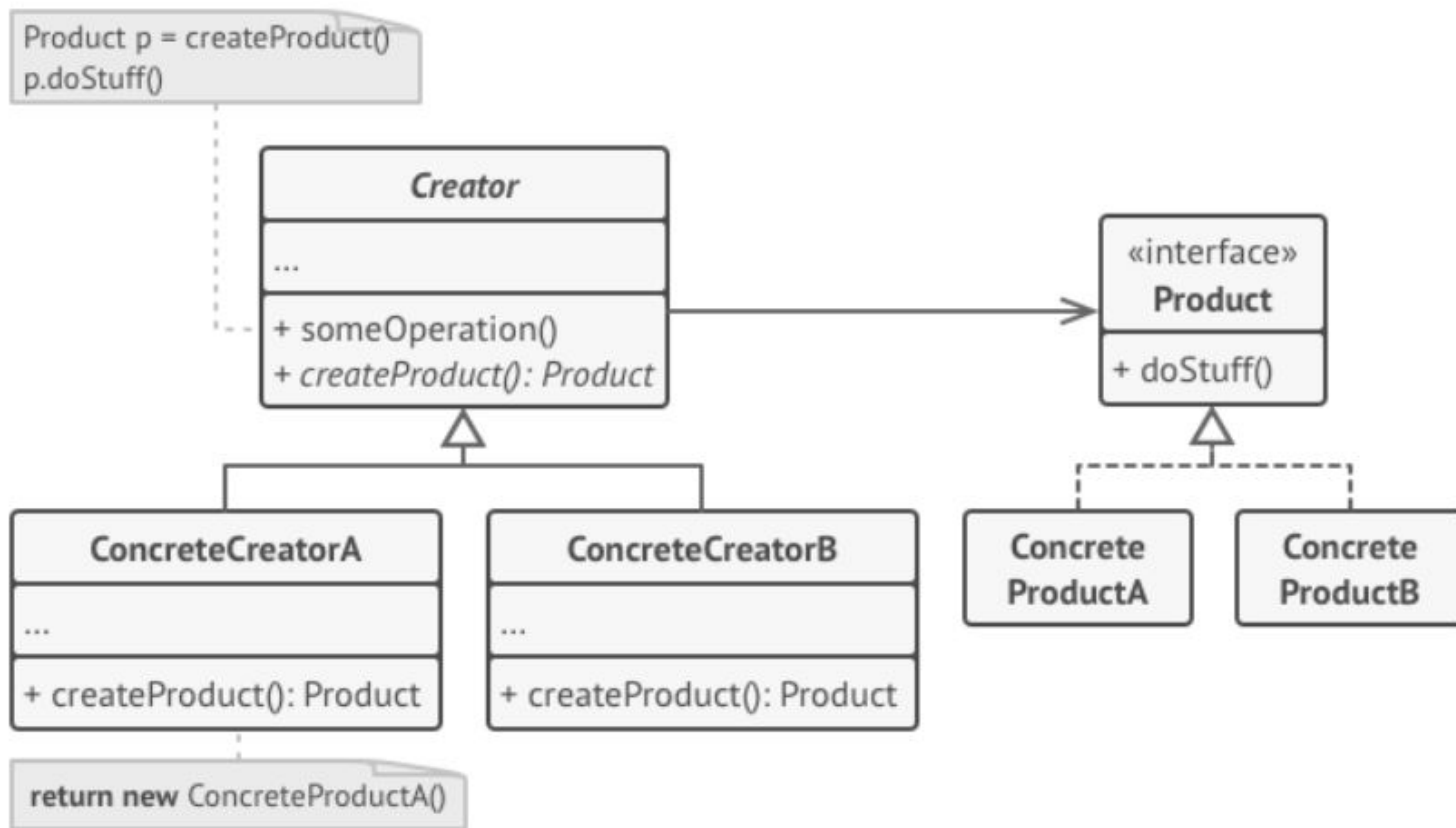 Product p = createProduct()
p.doStuff()
Creator
...
+ someOperation()
+ createProduct(): Product
«interface»
Product
+ doStuff()
ConcreteCreatorA
...
+ createProduct(): Product
ConcreteCreatorB
...
+ createProduct(): Product
Concrete
ProductA
Concrete
ProductB
return new ConcreteProductA()